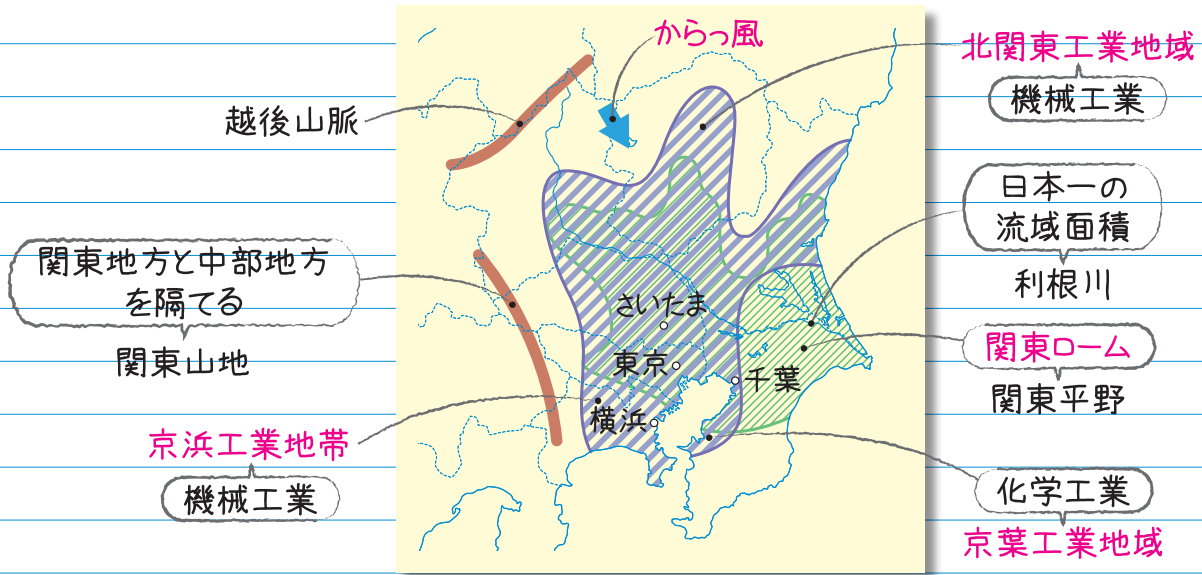 からっ風
北関東工業地域
機械工業
越後山脈
日本一の
流域面積
利根川
関東地方と中部地方
を隔てる
関東山地
さいたま
東京
千葉
横浜
関東ローム
関東平野
京浜工業地帯
機械工業
化学工業
京葉工業地域